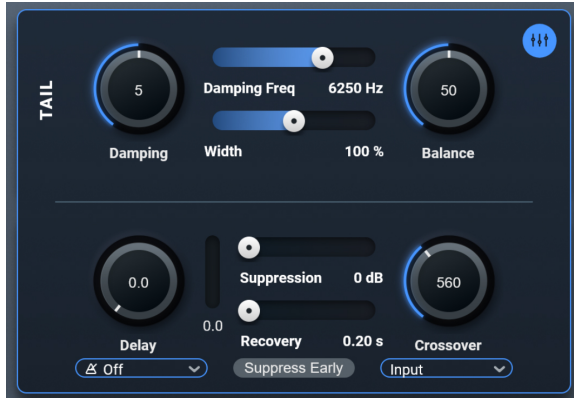 TAIL
5
Damping
Damping Freq 6250 Hz
Width 100 %
50
Balance
0.0
Delay
Off
0.0
Suppression 0 dB
Recovery 0.20 s
Suppress Early
560
Crossover
Input